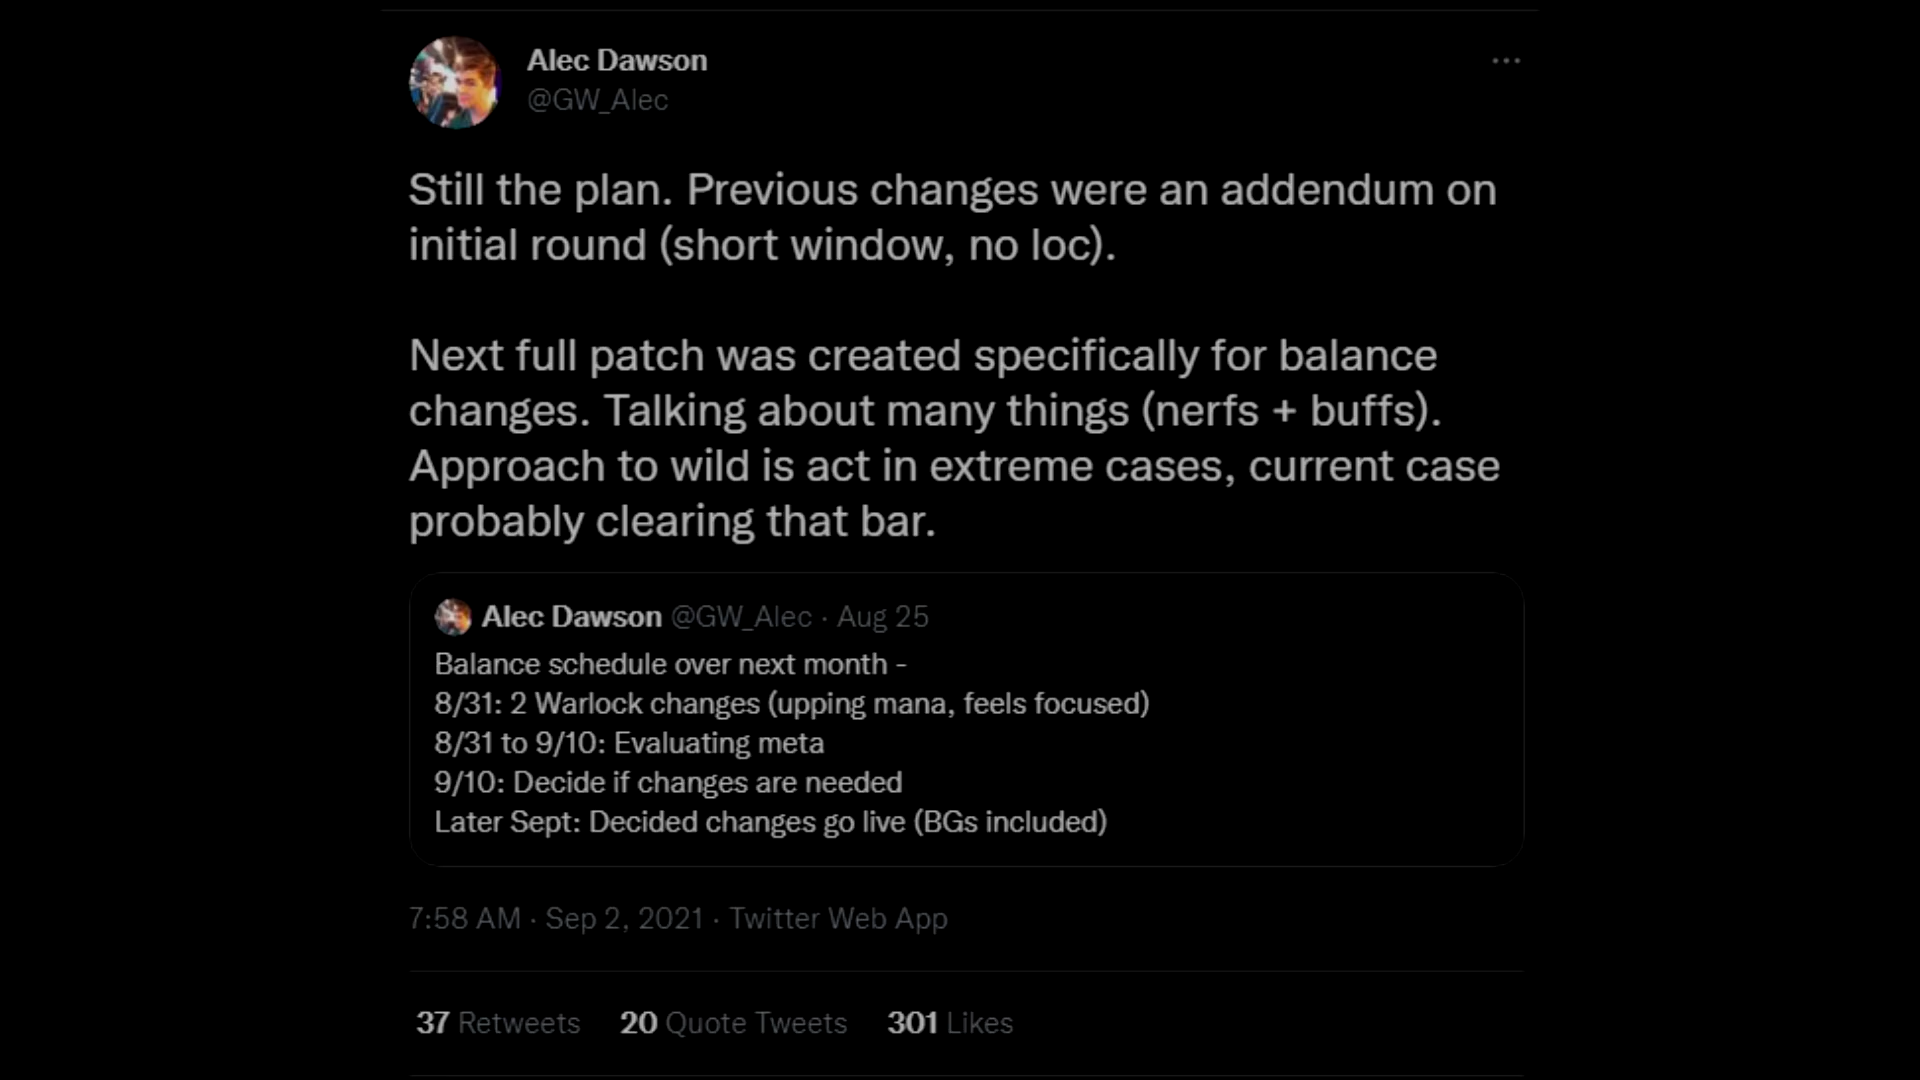 Alec Dawson
@GW_Alec
Still the plan. Previous changes were an addendum on
initial round (short window, no loc).
Next full patch was created specifically for balance
changes. Talking about many things (nerfs + buffs).
Approach to wild is act in extreme cases, current case
probably clearing that bar.
Alec Dawson @GW_Alec · Aug 25
Balance schedule over next month -
8/31: 2 Warlock changes (upping mana, feels focused)
8/31 to 9/10: Evaluating meta
9/10: Decide if changes are needed
Later Sept: Decided changes go live (BGs included)
7:58 AM · Sep 2, 2021 · Twitter Web App
37 Retweets 20 Quote Tweets 301 Likes